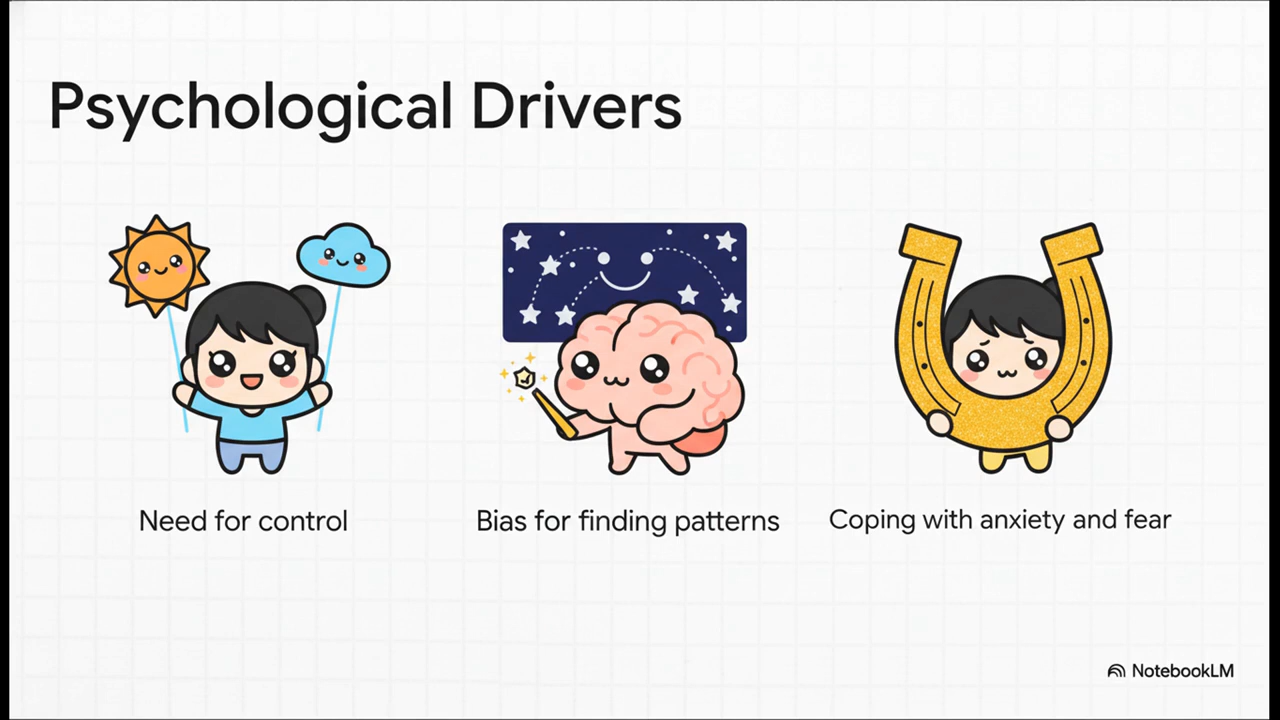 Psychological Drivers
Need for control
Bias for finding patterns
Coping with anxiety and fear
NotebookLM